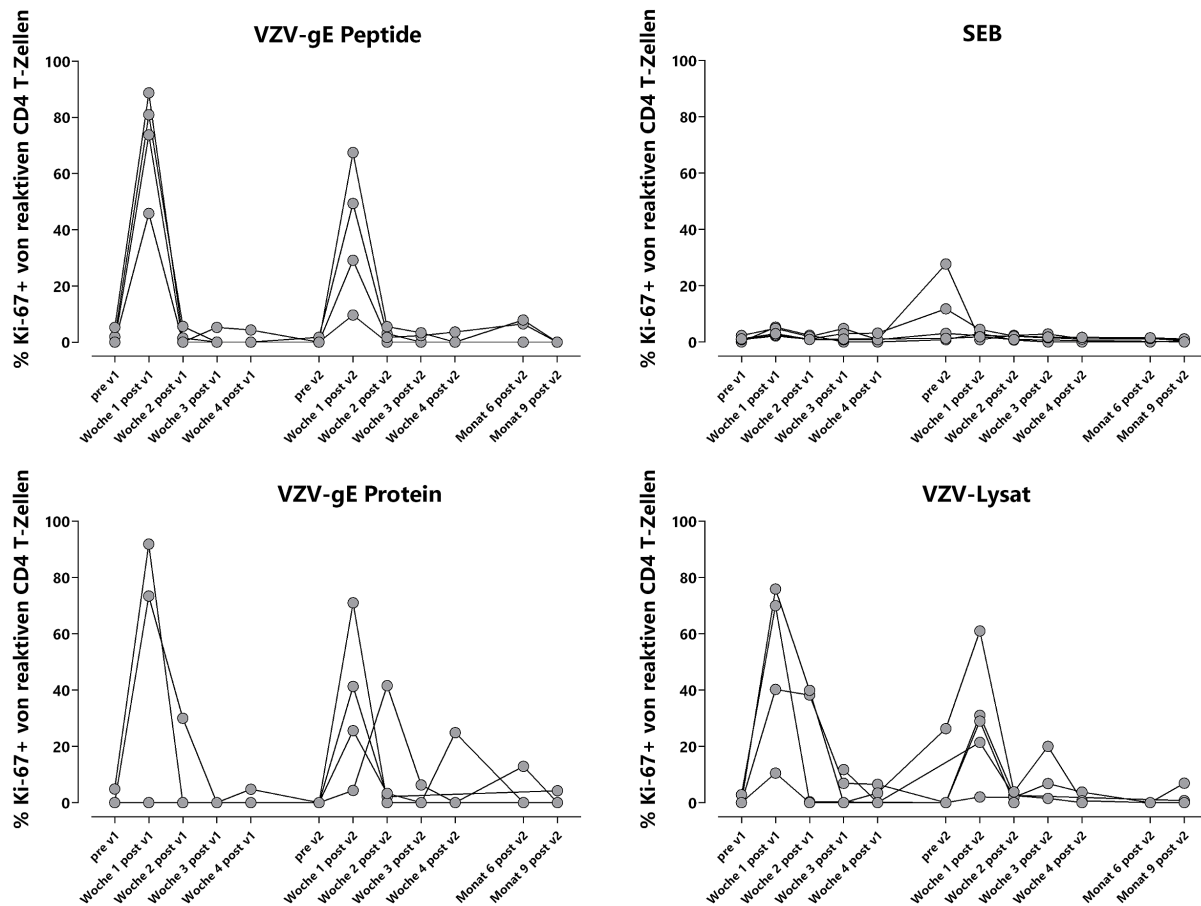 VZV-gE Peptide
% Ki-67+ von reaktiven CD4 T-Zellen
100
80
60
40
20
0
pre v1
Woche 1 post v1
Woche 2 post v1
Woche 3 post v1
Woche 4 post v1
pre v2
Woche 1 post v2
Woche 2 post v2
Woche 3 post v2
Woche 4 post v2
Monat 6 post v2
Monat 9 post v2
SEB
% Ki-67+ von reaktiven CD4 T-Zellen
100
80
60
40
20
0
pre v1
Woche 1 post v1
Woche 2 post v1
Woche 3 post v1
Woche 4 post v1
pre v2
Woche 1 post v2
Woche 2 post v2
Woche 3 post v2
Woche 4 post v2
Monat 6 post v2
Monat 9 post v2
VZV-gE Protein
% Ki-67+ von reaktiven CD4 T-Zellen
100
80
60
40
20
0
pre v1
Woche 1 post v1
Woche 2 post v1
Woche 3 post v1
Woche 4 post v1
pre v2
Woche 1 post v2
Woche 2 post v2
Woche 3 post v2
Woche 4 post v2
Monat 6 post v2
Monat 9 post v2
VZV-Lysat
% Ki-67+ von reaktiven CD4 T-Zellen
100
80
60
40
20
0
pre v1
Woche 1 post v1
Woche 2 post v1
Woche 3 post v1
Woche 4 post v1
pre v2
Woche 1 post v2
Woche 2 post v2
Woche 3 post v2
Woche 4 post v2
Monat 6 post v2
Monat 9 post v2